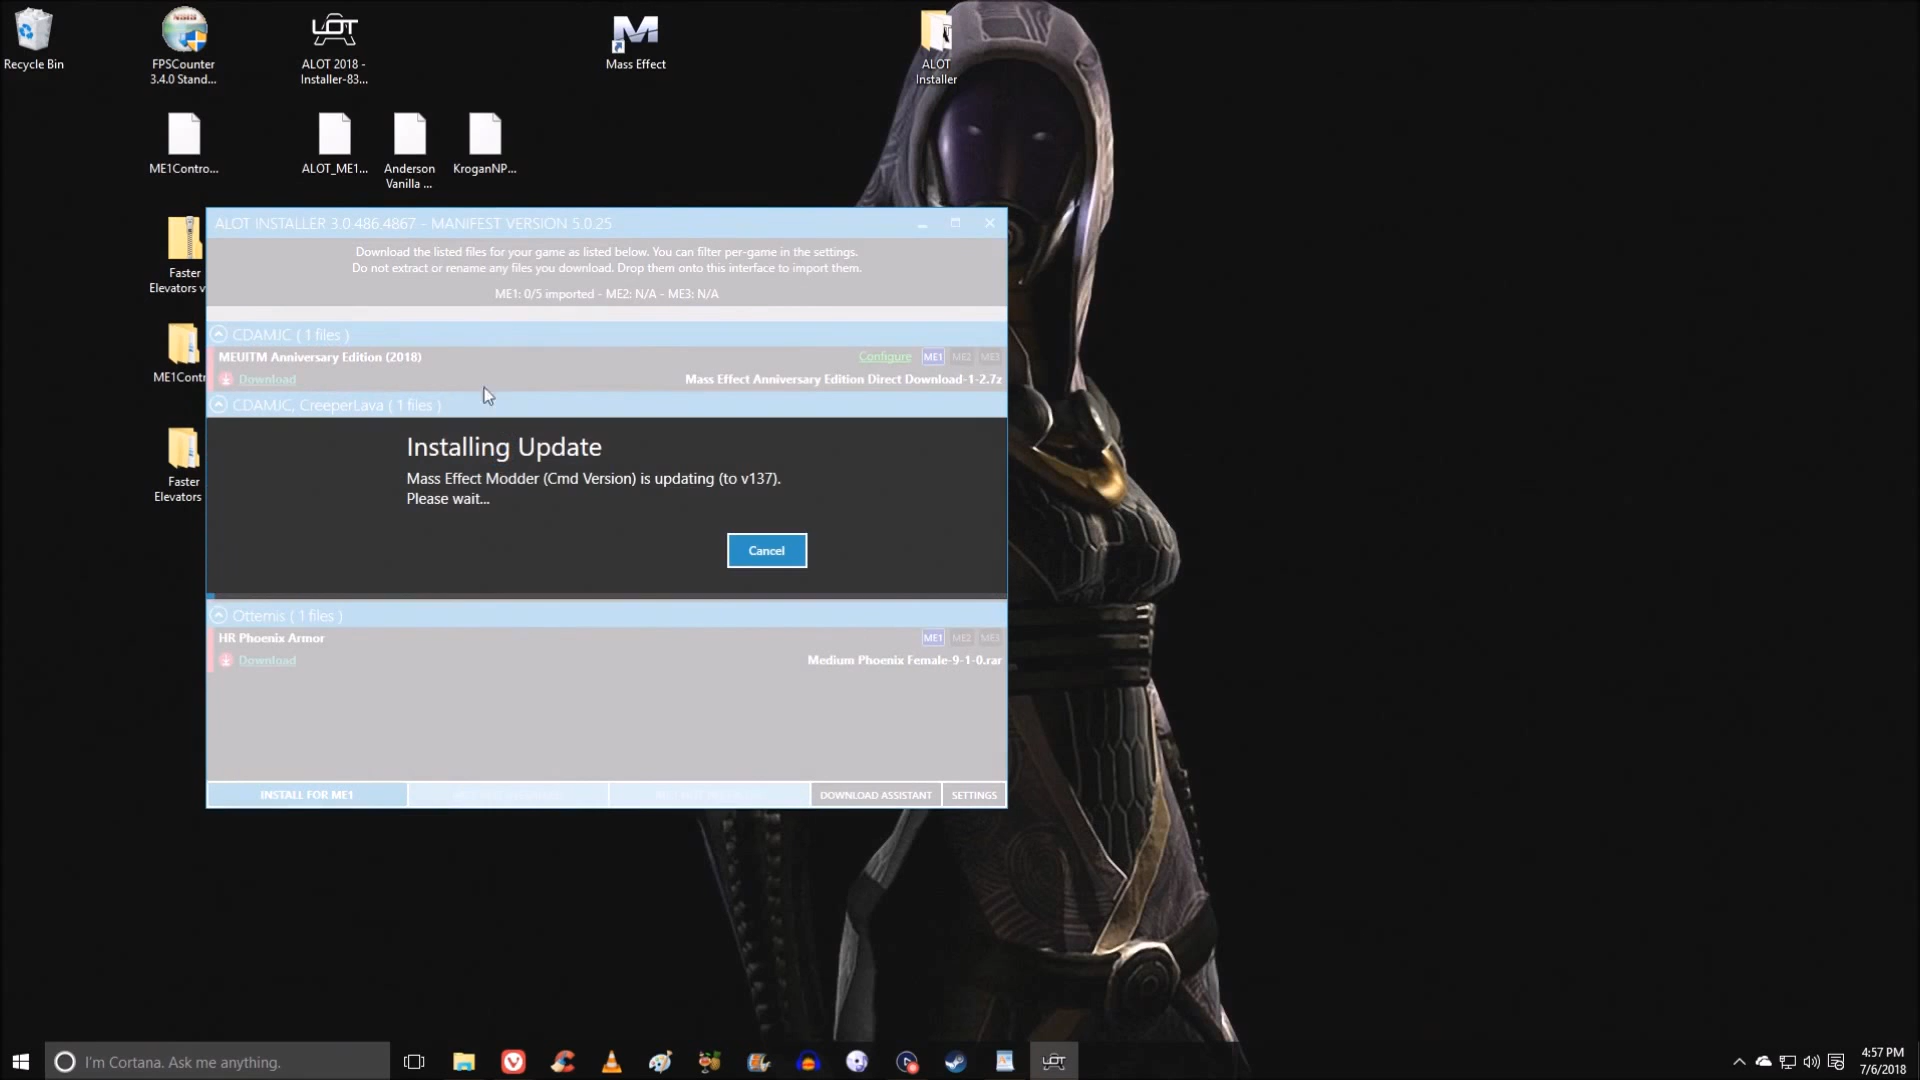 Recycle Bin
FPSCounter
3.4.0 Stand...
ALOT 2018 -
Installer-83...
Mass Effect
ALOT
Installer
ME1Contro...
ALOT_ME1...
Anderson
Vanilla ...
KroganNP...
Faster
Elevators v
ME1Contr
Faster
Elevators
ALOT INSTALLER 3.0.486.4867 - MANIFEST VERSION 5.0.25
Download the listed files for your game as listed below. You can filter per-game in the settings.
Do not extract or rename any files you download. Drop them onto this interface to import them.
ME1: 0/5 imported - ME2: N/A - ME3: N/A
CDAMJC ( 1 files )
MEUITM Anniversary Edition (2018)
Configure ME1 ME2 ME3
Download
Mass Effect Anniversary Edition Direct Download-1-2.7z
CDAMJC, CreeperLava ( 1 files )
Installing Update
Mass Effect Modder (Cmd Version) is updating (to v137).
Please wait...
Cancel
Ottemis ( 1 files )
HR Phoenix Armor
ME1 ME2 ME3
Download
Medium Phoenix Female-9-1-0.rar
INSTALL FOR ME1
DOWNLOAD ASSISTANT
SETTINGS
I'm Cortana. Ask me anything.
4:57 PM
7/6/2018